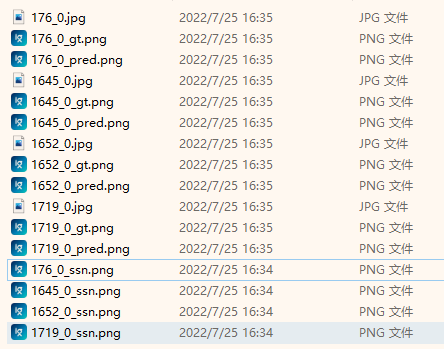 176_0.jpg 2022/7/25 16:35 JPG 文件
176_0_gt.png 2022/7/25 16:35 PNG 文件
176_0_pred.png 2022/7/25 16:35 PNG 文件
1645_0.jpg 2022/7/25 16:35 JPG 文件
1645_0_gt.png 2022/7/25 16:35 PNG 文件
1645_0_pred.png 2022/7/25 16:35 PNG 文件
1652_0.jpg 2022/7/25 16:35 JPG 文件
1652_0_gt.png 2022/7/25 16:35 PNG 文件
1652_0_pred.png 2022/7/25 16:35 PNG 文件
1719_0.jpg 2022/7/25 16:35 JPG 文件
1719_0_gt.png 2022/7/25 16:35 PNG 文件
1719_0_pred.png 2022/7/25 16:35 PNG 文件
176_0_ssn.png 2022/7/25 16:34 PNG 文件
1645_0_ssn.png 2022/7/25 16:34 PNG 文件
1652_0_ssn.png 2022/7/25 16:34 PNG 文件
1719_0_ssn.png 2022/7/25 16:34 PNG 文件